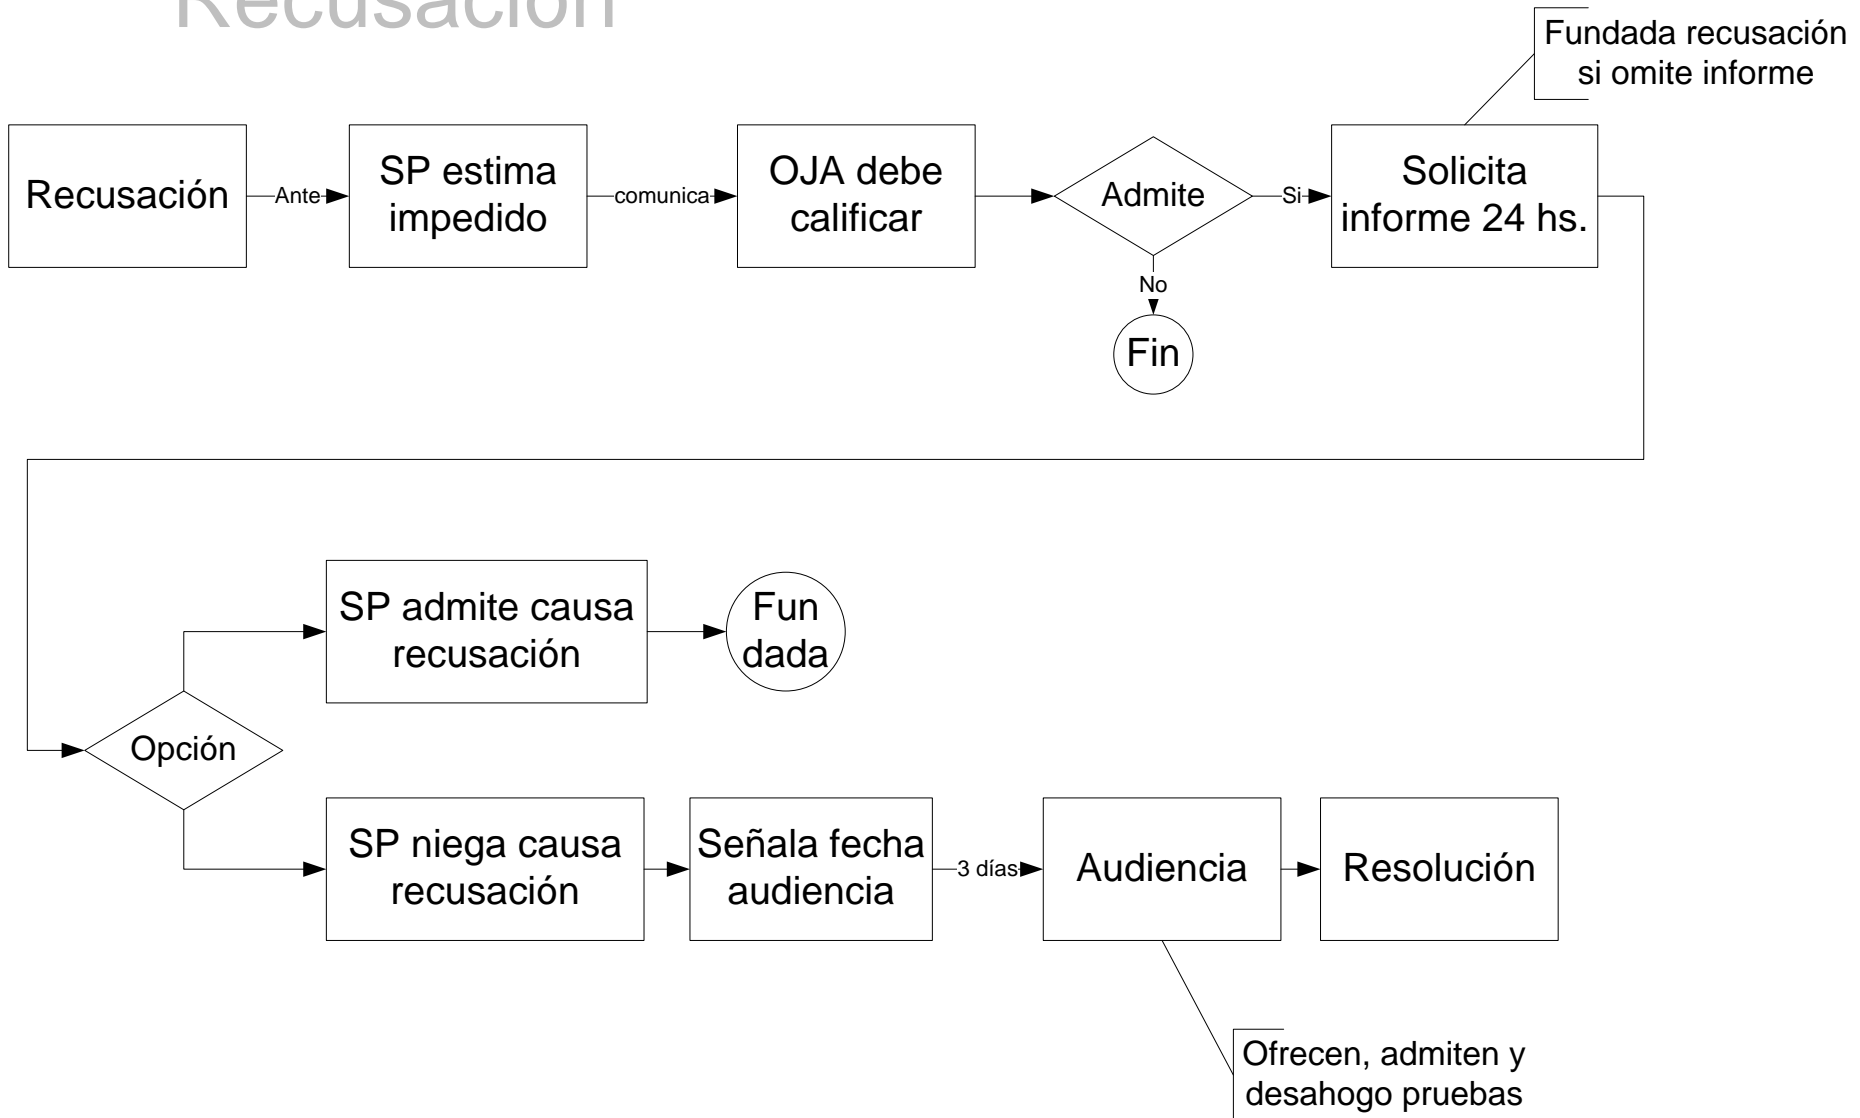 Recusación
Fundada recusación
si omite informe
Recusación
Ante
SP estima
impedido
comunica
OJA debe
calificar
Admite
Si
Solicita
informe 24 hs.
No
Fin
SP admite causa
recusación
Fun
dada
Opción
SP niega causa
recusación
Señala fecha
audiencia
3 días
Audiencia
Resolución
Ofrecen, admiten y
desahogo pruebas